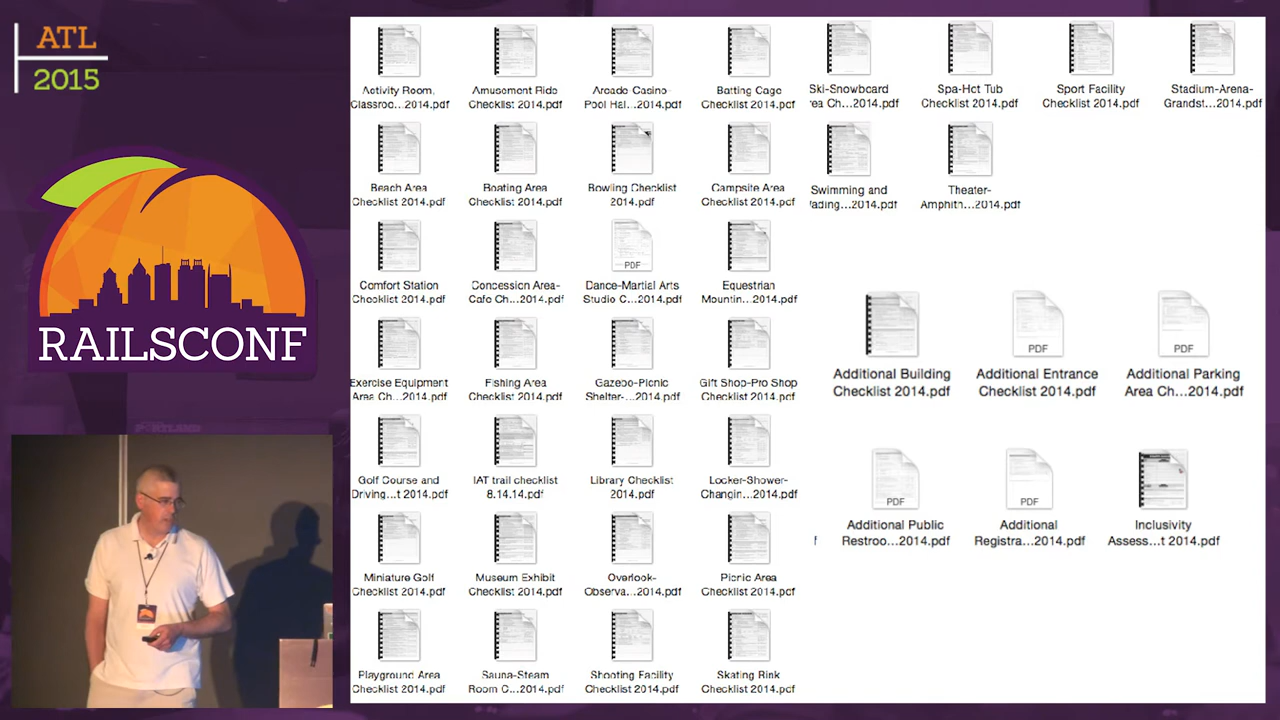 ATL
2015
RAILSCONF
Activity Room, Classroo...2014.pdf
Amusement Ride Checklist 2014.pdf
Arcade-Casino-Pool Hal...2014.pdf
Batting Cage Checklist 2014.pdf
Ski-Snowboard rea Ch...2014.pdf
Spa-Hot Tub Checklist 2014.pdf
Sport Facility Checklist 2014.pdf
Stadium-Arena-Grandst...2014.pdf
Beach Area Checklist 2014.pdf
Boating Area Checklist 2014.pdf
Bowling Checklist 2014.pdf
Campsite Area Checklist 2014.pdf
Swimming and Vading...2014.pdf
Theater-Amphith...2014.pdf
Comfort Station Checklist 2014.pdf
Concession Area-Cafe Ch...2014.pdf
PDF
Dance-Martial Arts Studio C...2014.pdf
Equestrian Mountin...2014.pdf
Exercise Equipment Area Ch...2014.pdf
Fishing Area Checklist 2014.pdf
Gazebo-Picnic Shelter-...2014.pdf
Gift Shop-Pro Shop Checklist 2014.pdf
Additional Building Checklist 2014.pdf
PDF
Additional Entrance Checklist 2014.pdf
PDF
Additional Parking Area Ch...2014.pdf
Golf Course and Driving...t 2014.pdf
IAT trail checklist 8.14.14.pdf
Library Checklist 2014.pdf
Locker-Shower-Changin...2014.pdf
PDF
Additional Public Restroo...2014.pdf
PDF
Additional Registra...2014.pdf
Inclusivity Assess...t 2014.pdf
Miniature Golf Checklist 2014.pdf
Museum Exhibit Checklist 2014.pdf
Overlook-Observa...2014.pdf
Picnic Area Checklist 2014.pdf
Playground Area Checklist 2014.pdf
Sauna-Steam Room C...2014.pdf
Shooting Facility Checklist 2014.pdf
Skating Rink Checklist 2014.pdf